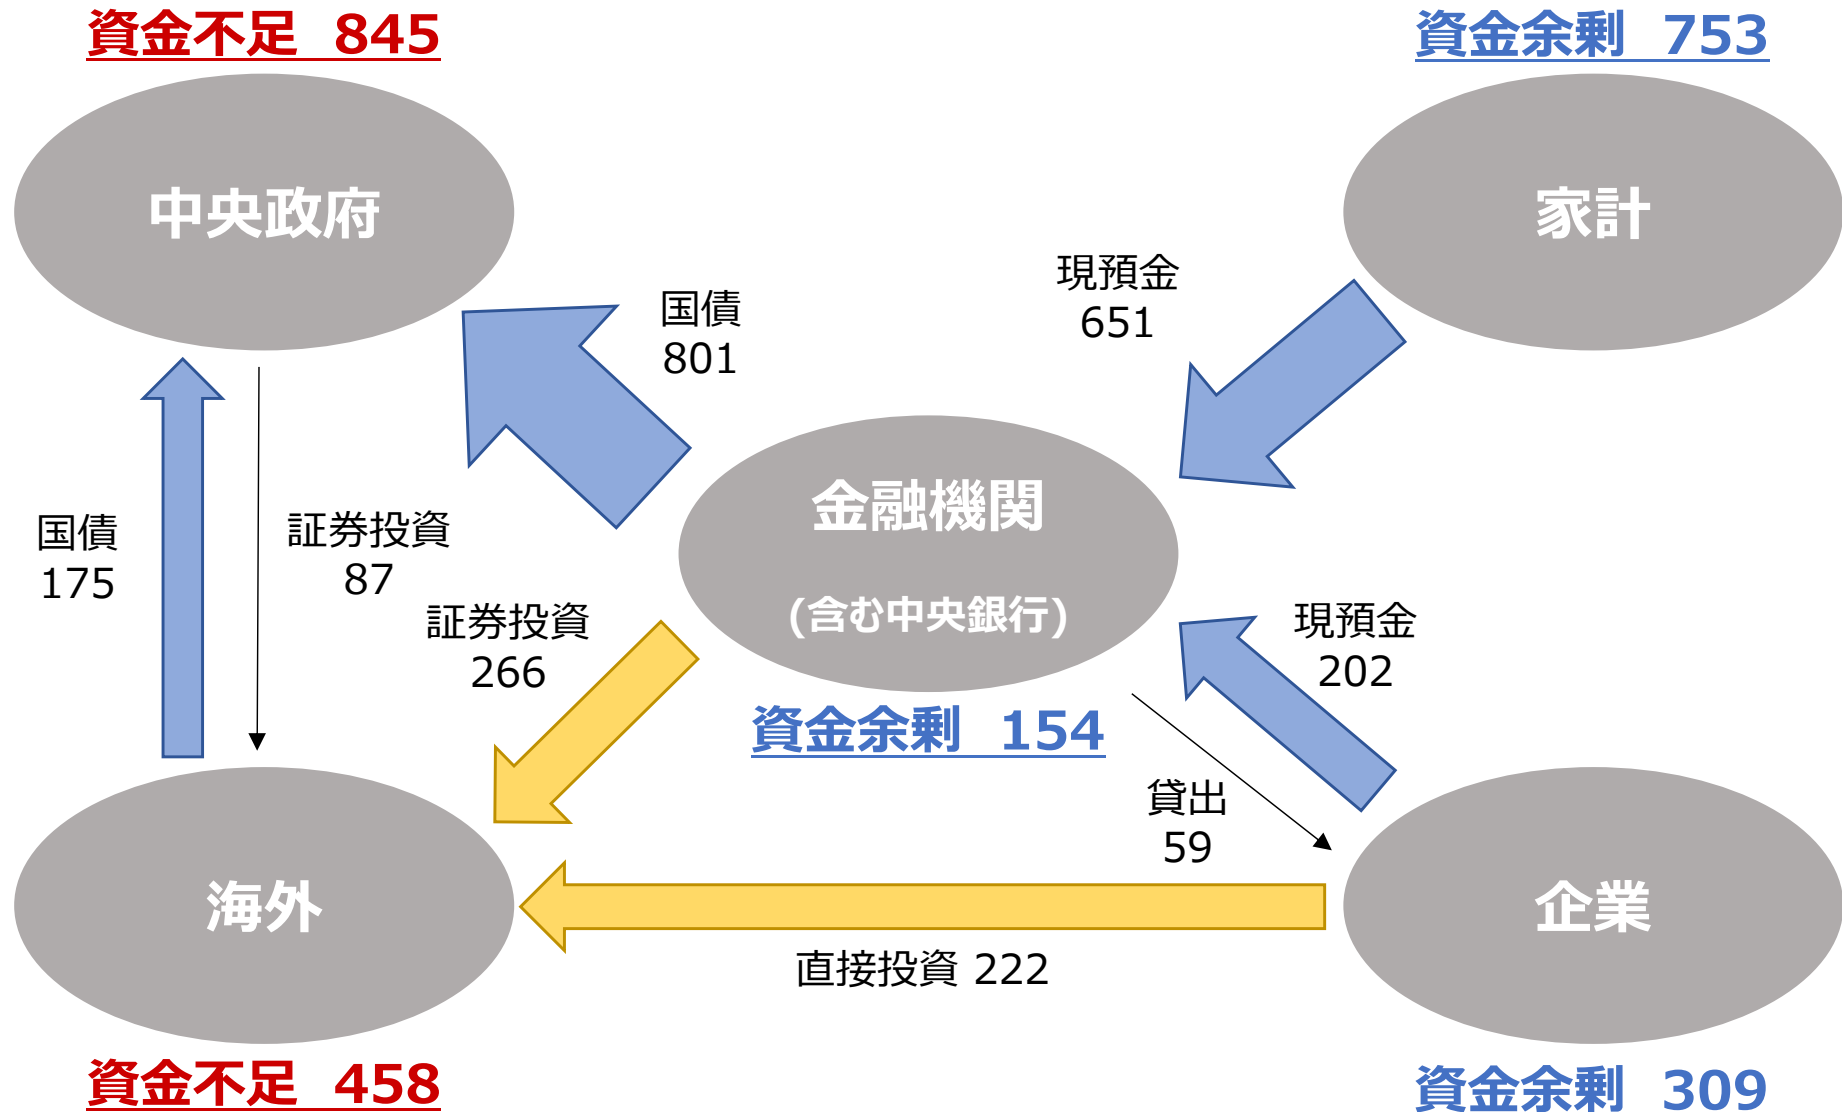 資金不足 845
資金余剰 753
中央政府
家計
現預金
651
国債
801
金融機関
(含む中央銀行)
国債
175
証券投資
87
証券投資
266
現預金
202
資金余剰 154
貸出
59
海外
企業
直接投資 222
資金不足 458
資金余剰 309